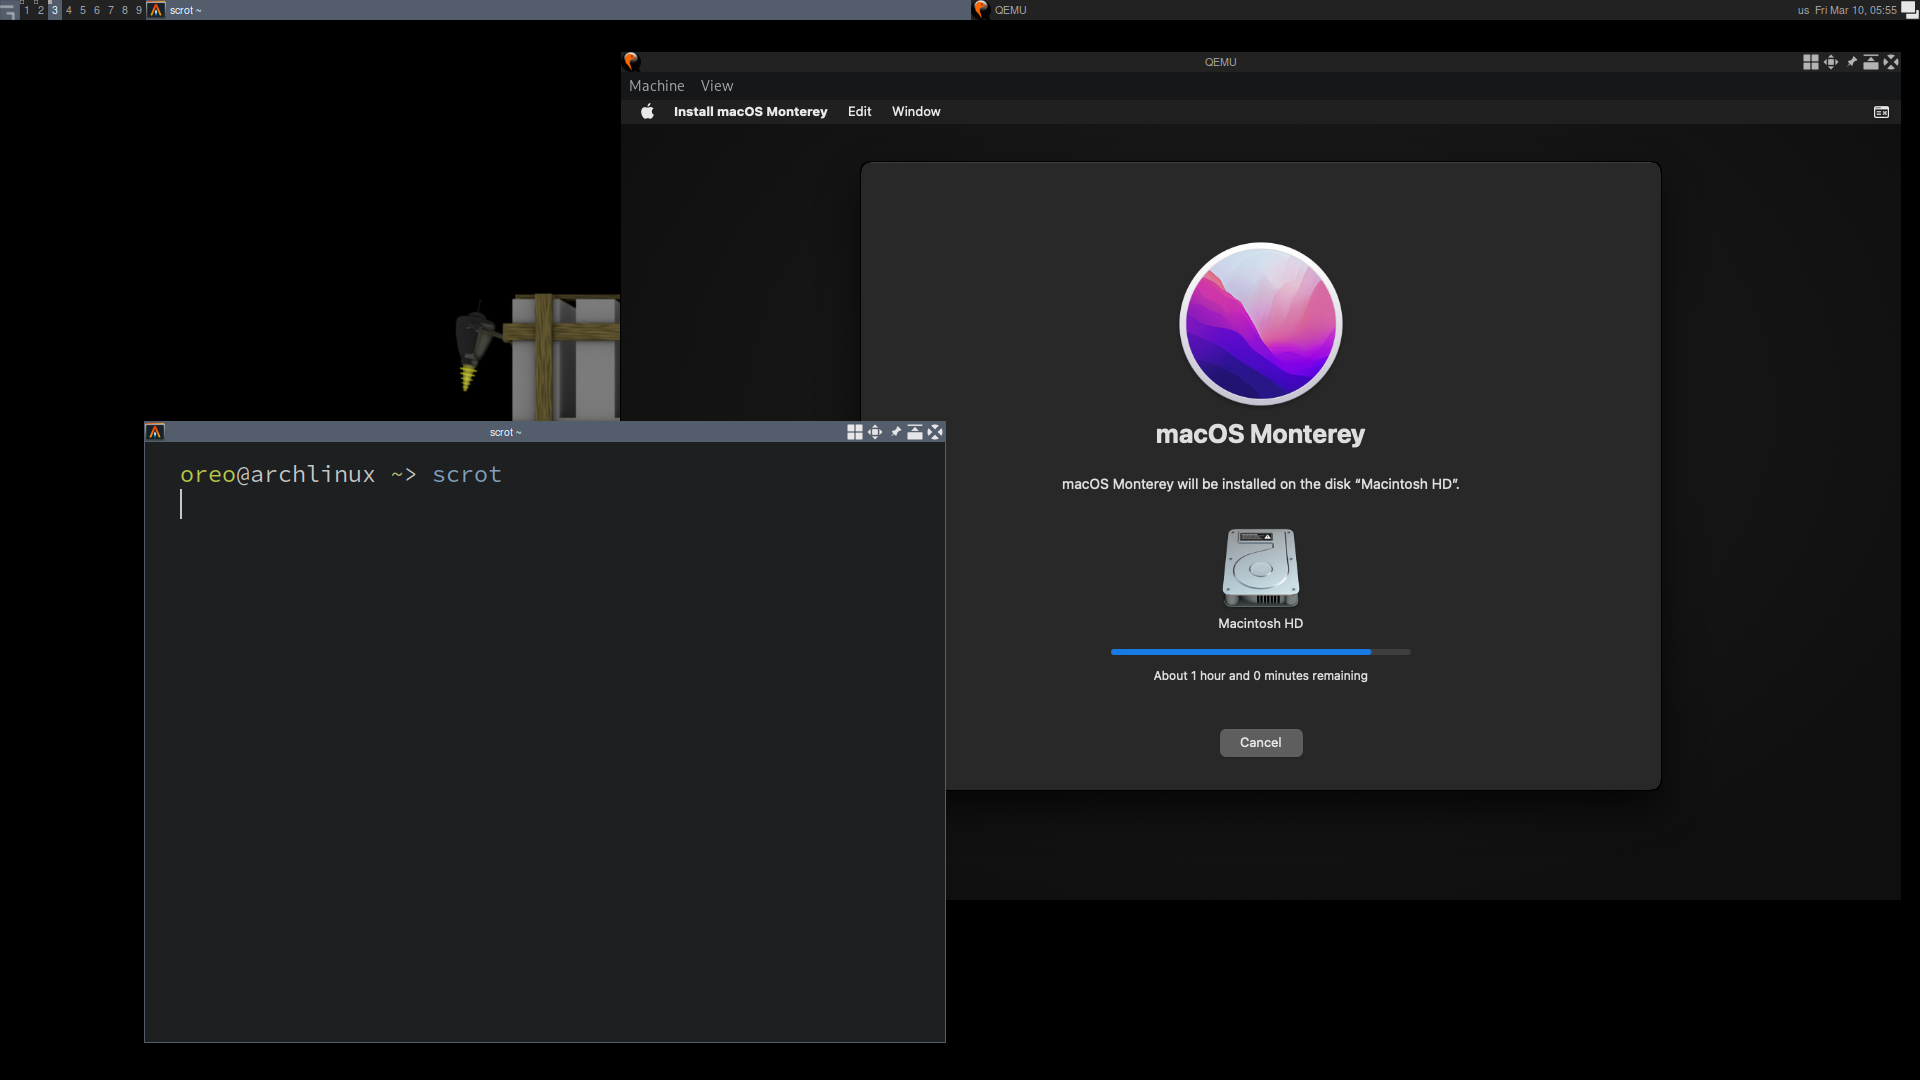 1 2 3 4 5 6 7 8 9 scrot ~ QEMU us Fri Mar 10, 05:55
QEMU
Machine View
Install macOS Monterey Edit Window
macOS Monterey
macOS Monterey will be installed on the disk “Macintosh HD”.
Macintosh HD
About 1 hour and 0 minutes remaining
Cancel
scrot ~
oreo@archlinux ~> scrot